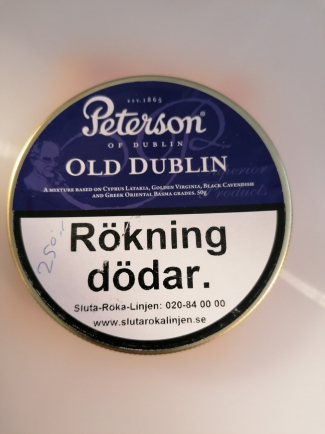 EST. 1865
Peterson®
OF DUBLIN
OLD DUBLIN
A MIXTURE BASED ON CYPRUS LATAKIA, GOLDEN VIRGINIA, BLACK CAVENDISH
AND GREEK ORIENTAL BASMA GRADES. 50g
Rökning
dödar.
Sluta-Röka-Linjen: 020-84 00 00
www.slutarokalinjen.se